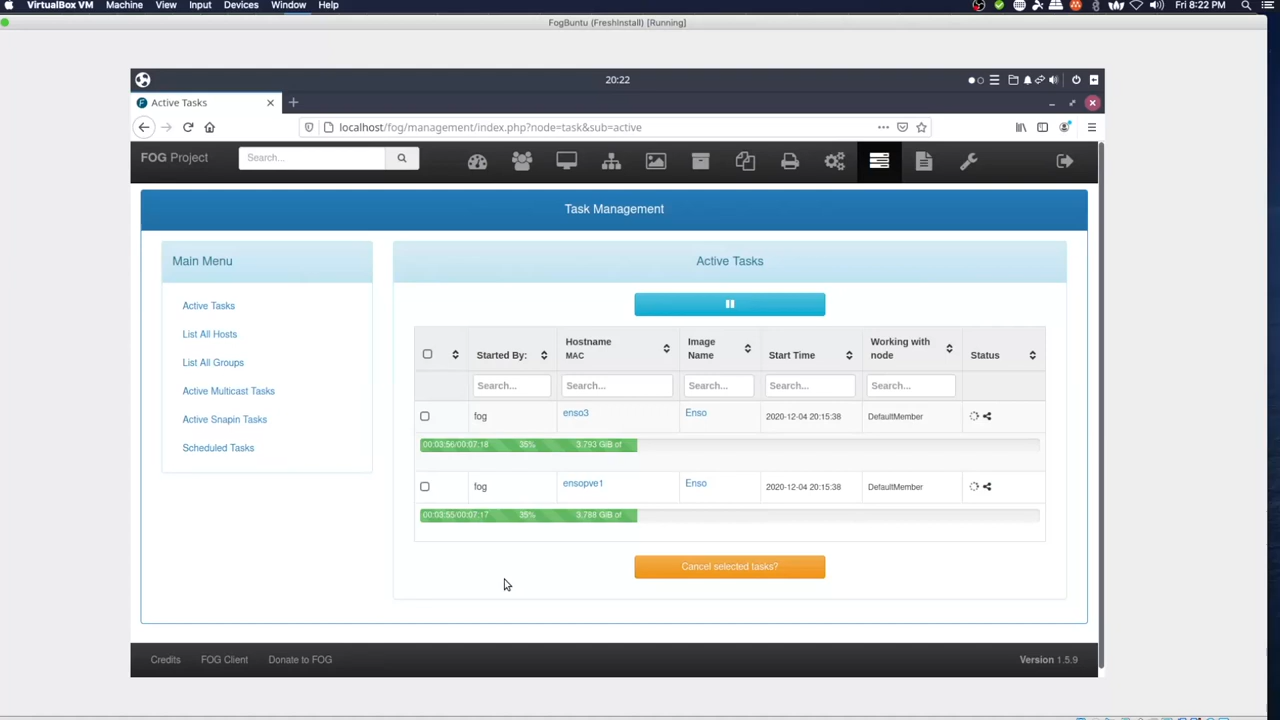 VirtualBox VM Machine View Input Devices Window Help Fri 8:22 PM
FogBuntu (FreshInstall) [Running]
20:22
Active Tasks
localhost/fog/management/index.php?node=task&sub=active
FOG Project Search...
Task Management
Main Menu
Active Tasks
List All Hosts
List All Groups
Active Multicast Tasks
Active Snapin Tasks
Scheduled Tasks
Active Tasks
Started By: Hostname MAC Image Name Start Time Working with node Status
Search... Search... Search... Search... Search...
fog enso3 Enso 2020-12-04 20:15:38 DefaultMember
00:03:56/00:07:18 35% 3.793 GiB of
fog ensopve1 Enso 2020-12-04 20:15:38 DefaultMember
00:03:55/00:07:17 35% 3.788 GiB of
Cancel selected tasks?
Credits FOG Client Donate to FOG Version 1.5.9